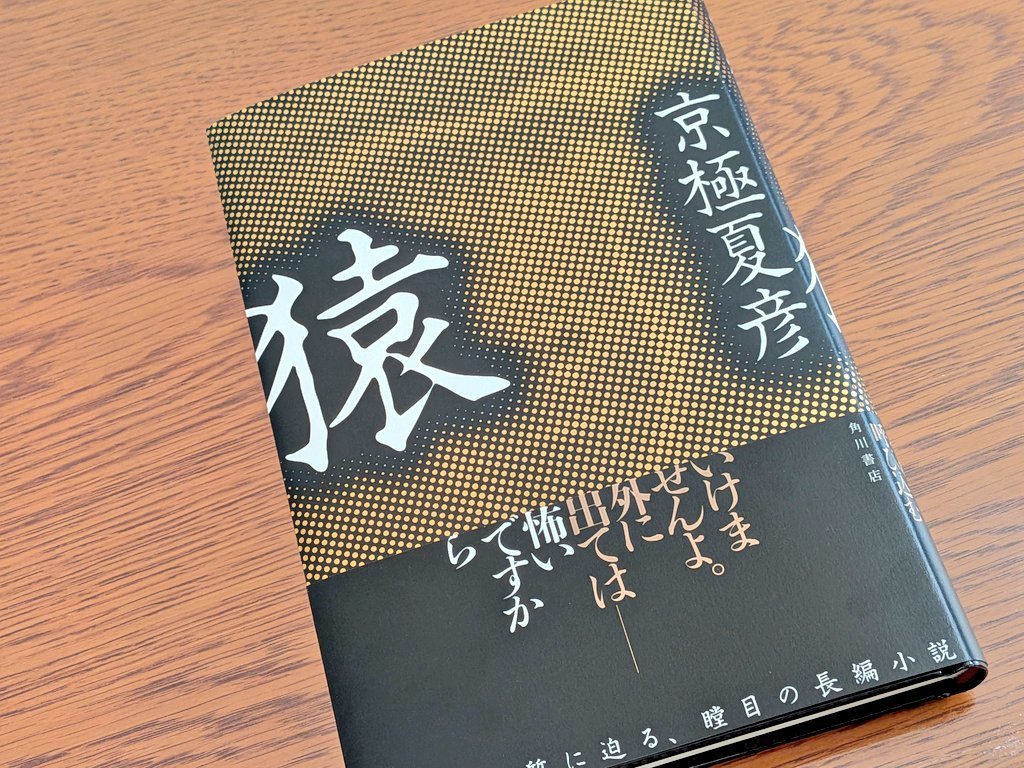 京極夏彦
猿
角川書店
いけま
せんよ。
外に
出ては――
怖い
ですか
ら
に迫る、瞠目の長編小説